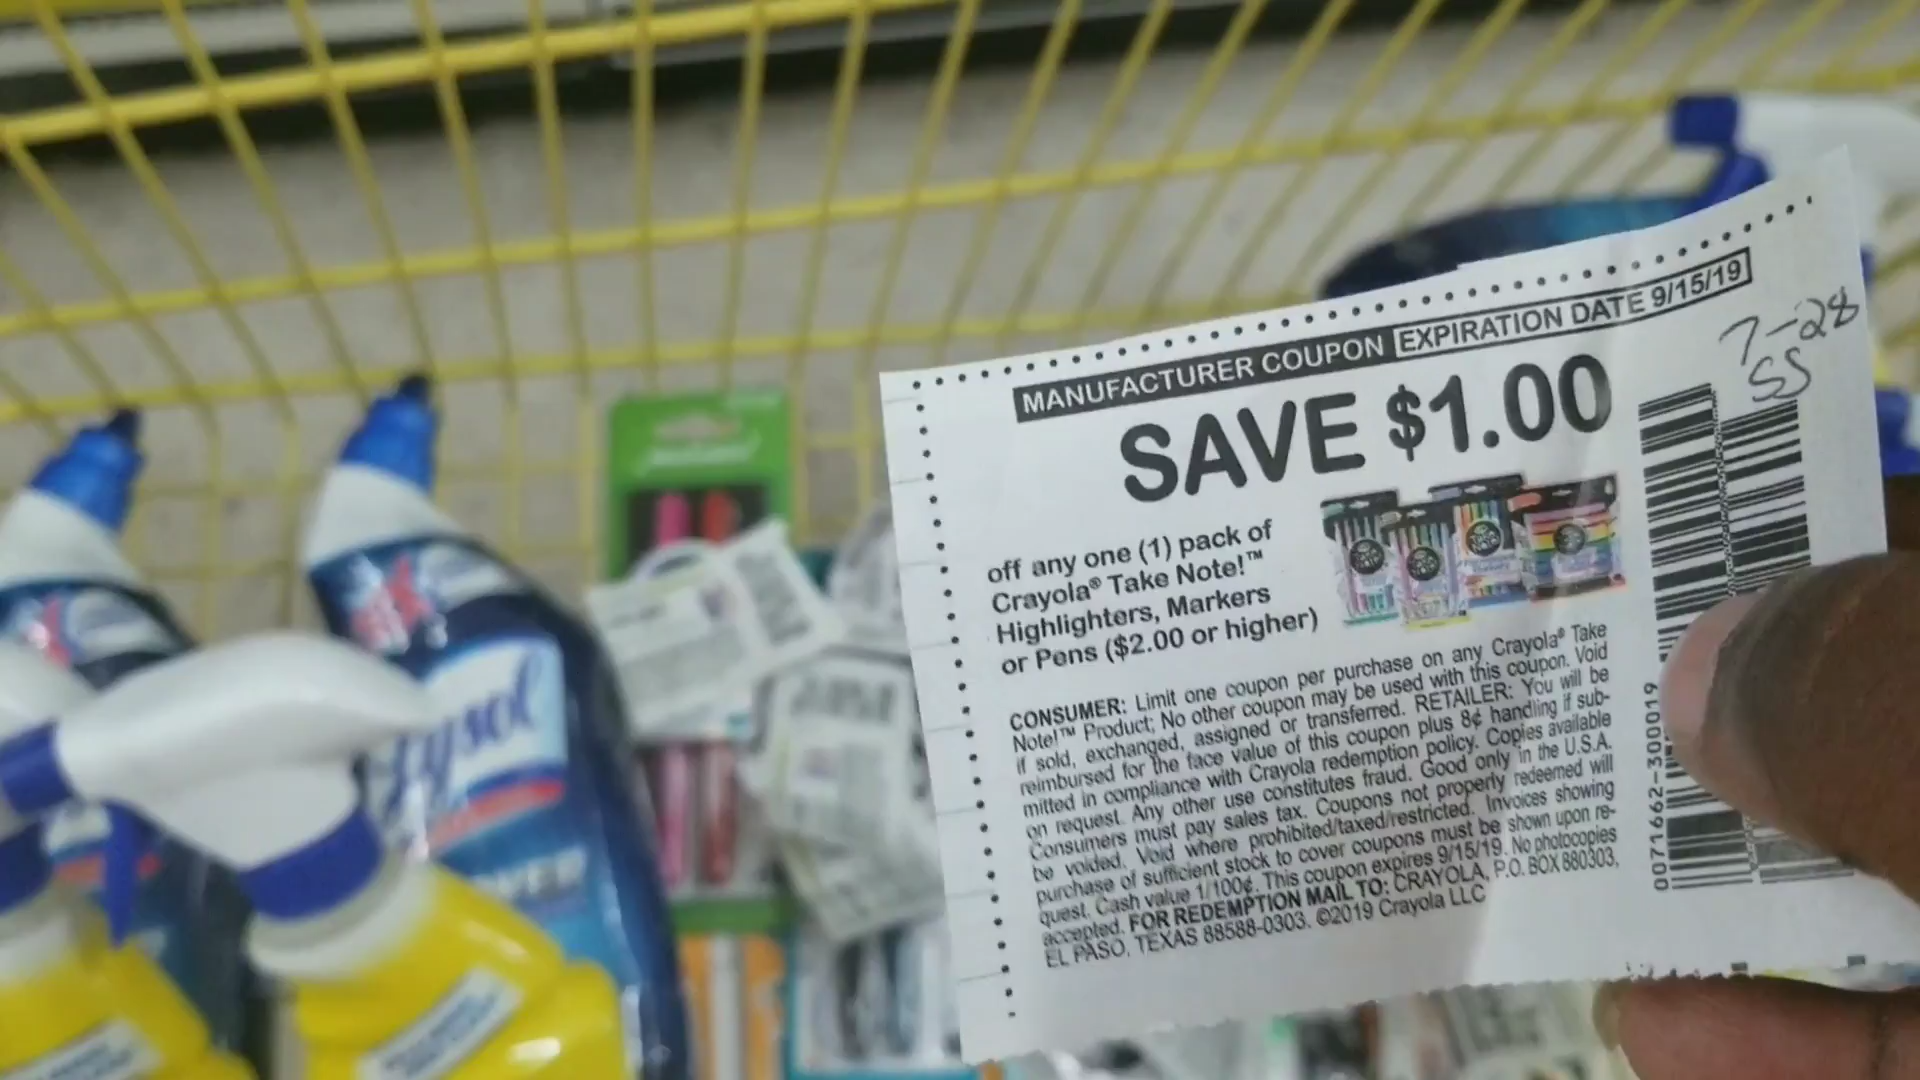 MANUFACTURER COUPON EXPIRATION DATE 9/15/19
7-28
SS
SAVE $1.00
off any one (1) pack of
Crayola® Take Note!™
Highlighters, Markers
or Pens ($2.00 or higher)
CONSUMER: Limit one coupon per purchase on any Crayola® Take
Note!™ Product; No other coupon may be used with this coupon. Void
if sold, exchanged, assigned or transferred. RETAILER: You will be
reimbursed for the face value of this coupon plus 8¢ handling if sub-
mitted in compliance with Crayola redemption policy. Copies available
on request. Any other use constitutes fraud. Good only in the U.S.A.
Consumers must pay sales tax. Coupons not properly redeemed will
be voided. Void where prohibited/taxed/restricted. Invoices showing
purchase of sufficient stock to cover coupons must be shown upon re-
quest. Cash value 1/100¢. This coupon expires 9/15/19. No photocopies
accepted. FOR REDEMPTION MAIL TO: CRAYOLA, P.O. BOX 880303,
EL PASO, TEXAS 88588-0303. ©2019 Crayola LLC
0071662-300019
Lysol